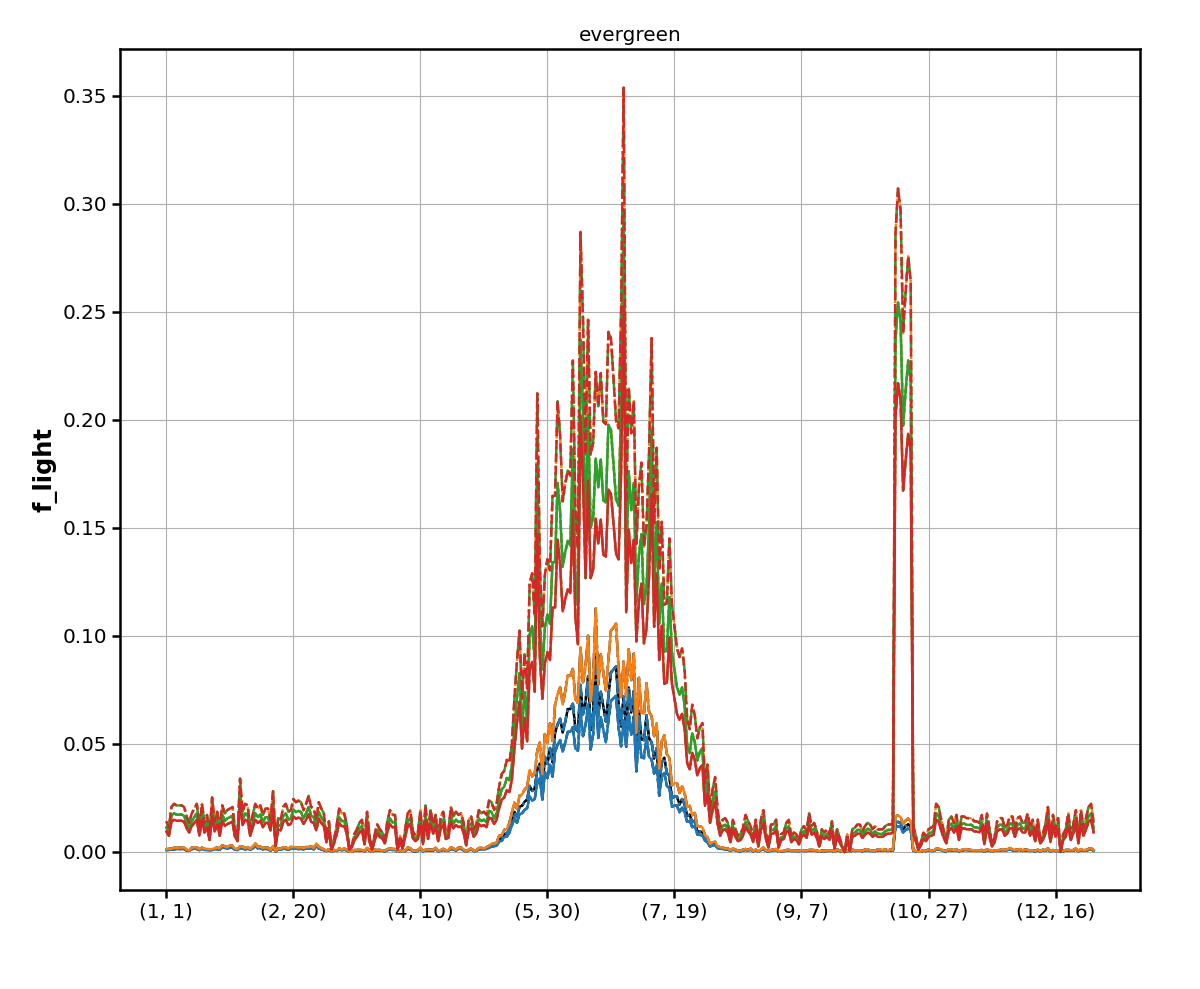 evergreen
f_light
0.35
0.30
0.25
0.20
0.15
0.10
0.05
0.00
(1, 1) (2, 20) (4, 10) (5, 30) (7, 19) (9, 7) (10, 27) (12, 16)